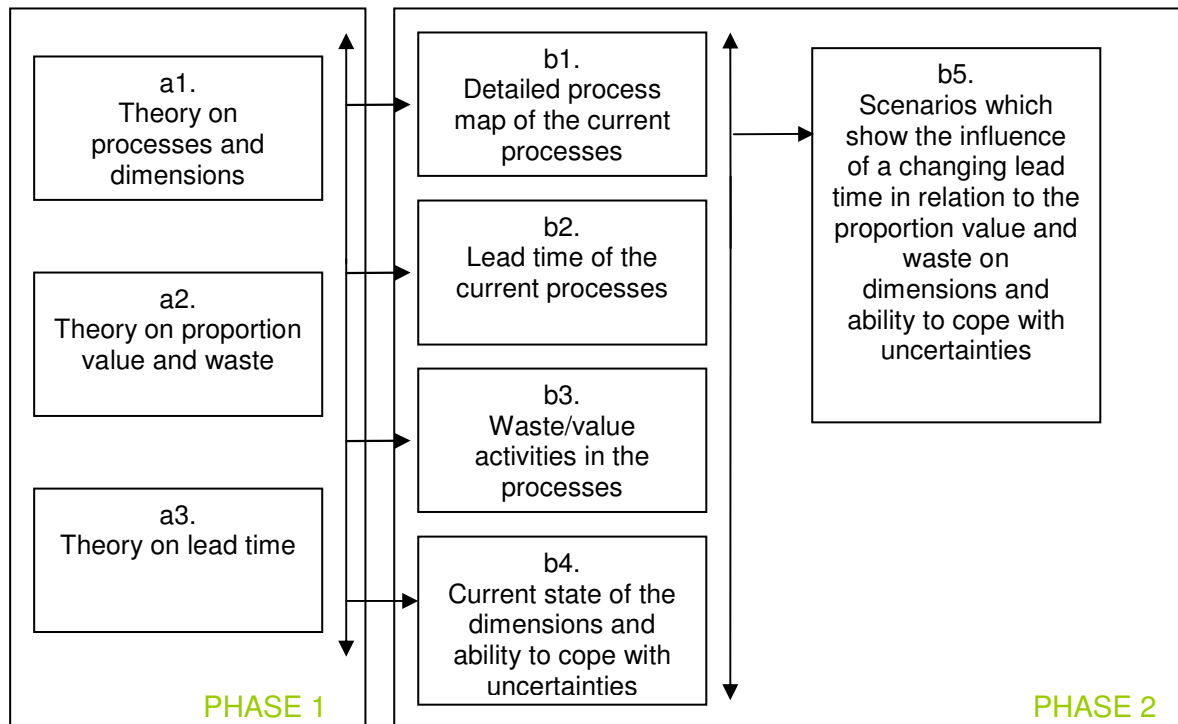 a1.
Theory on
processes and
dimensions
a2.
Theory on proportion
value and waste
a3.
Theory on lead time
PHASE 1
b1.
Detailed process
map of the current
processes
b2.
Lead time of the
current processes
b3.
Waste/value
activities in the
processes
b4.
Current state of the
dimensions and
ability to cope with
uncertainties
b5.
Scenarios which
show the influence
of a changing lead
time in relation to the
proportion value and
waste on
dimensions and
ability to cope with
uncertainties
PHASE 2